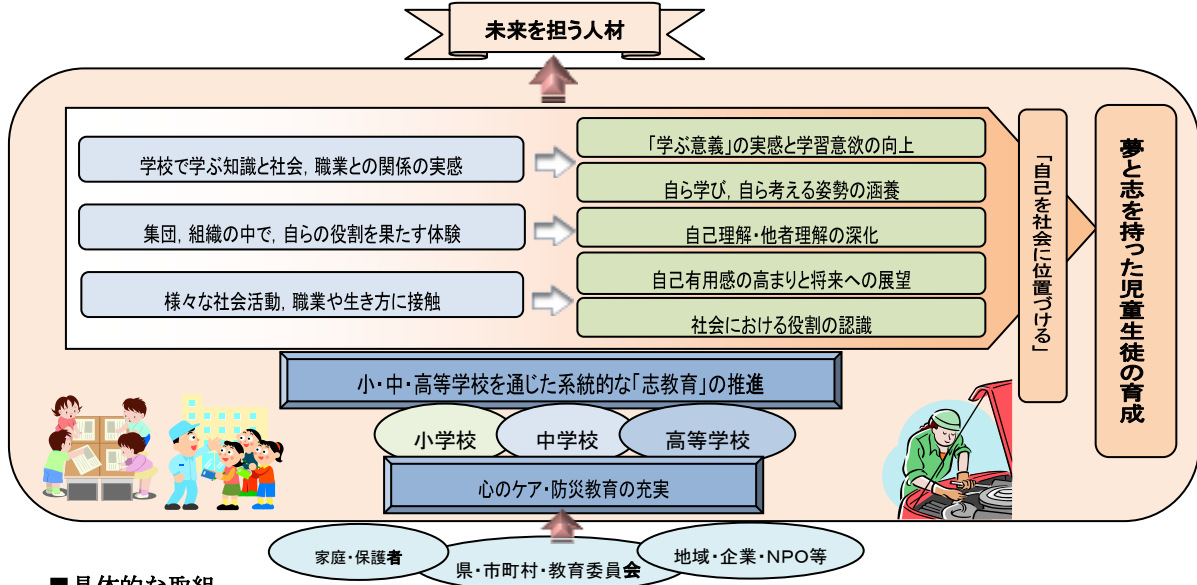 未来を担う人材
学校で学ぶ知識と社会，職業との関係の実感
集団，組織の中で，自らの役割を果たす体験
様々な社会活動，職業や生き方に接触
「学ぶ意義」の実感と学習意欲の向上
自ら学び，自ら考える姿勢の涵養
自己理解・他者理解の深化
自己有用感の高まりと将来への展望
社会における役割の認識
「自己を社会に位置づける」
夢と志を持った児童生徒の育成
小・中・高等学校を通じた系統的な「志教育」の推進
小学校
中学校
高等学校
心のケア・防災教育の充実
家庭・保護者
県・市町村・教育委員会
地域・企業・NPO等
■具体的な取組